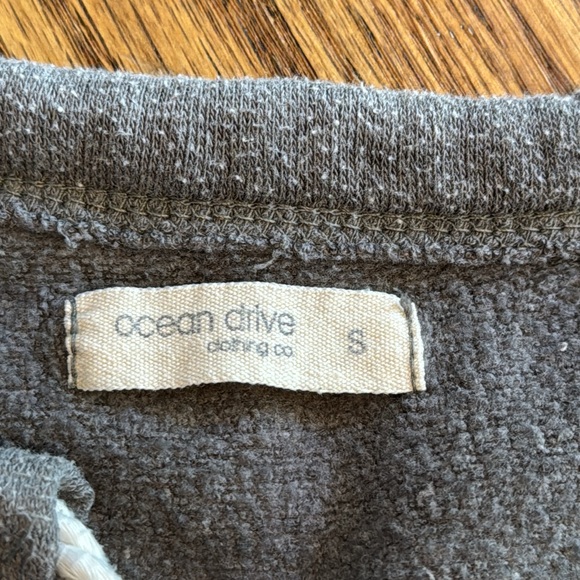 ocean drive
clothing co.
S